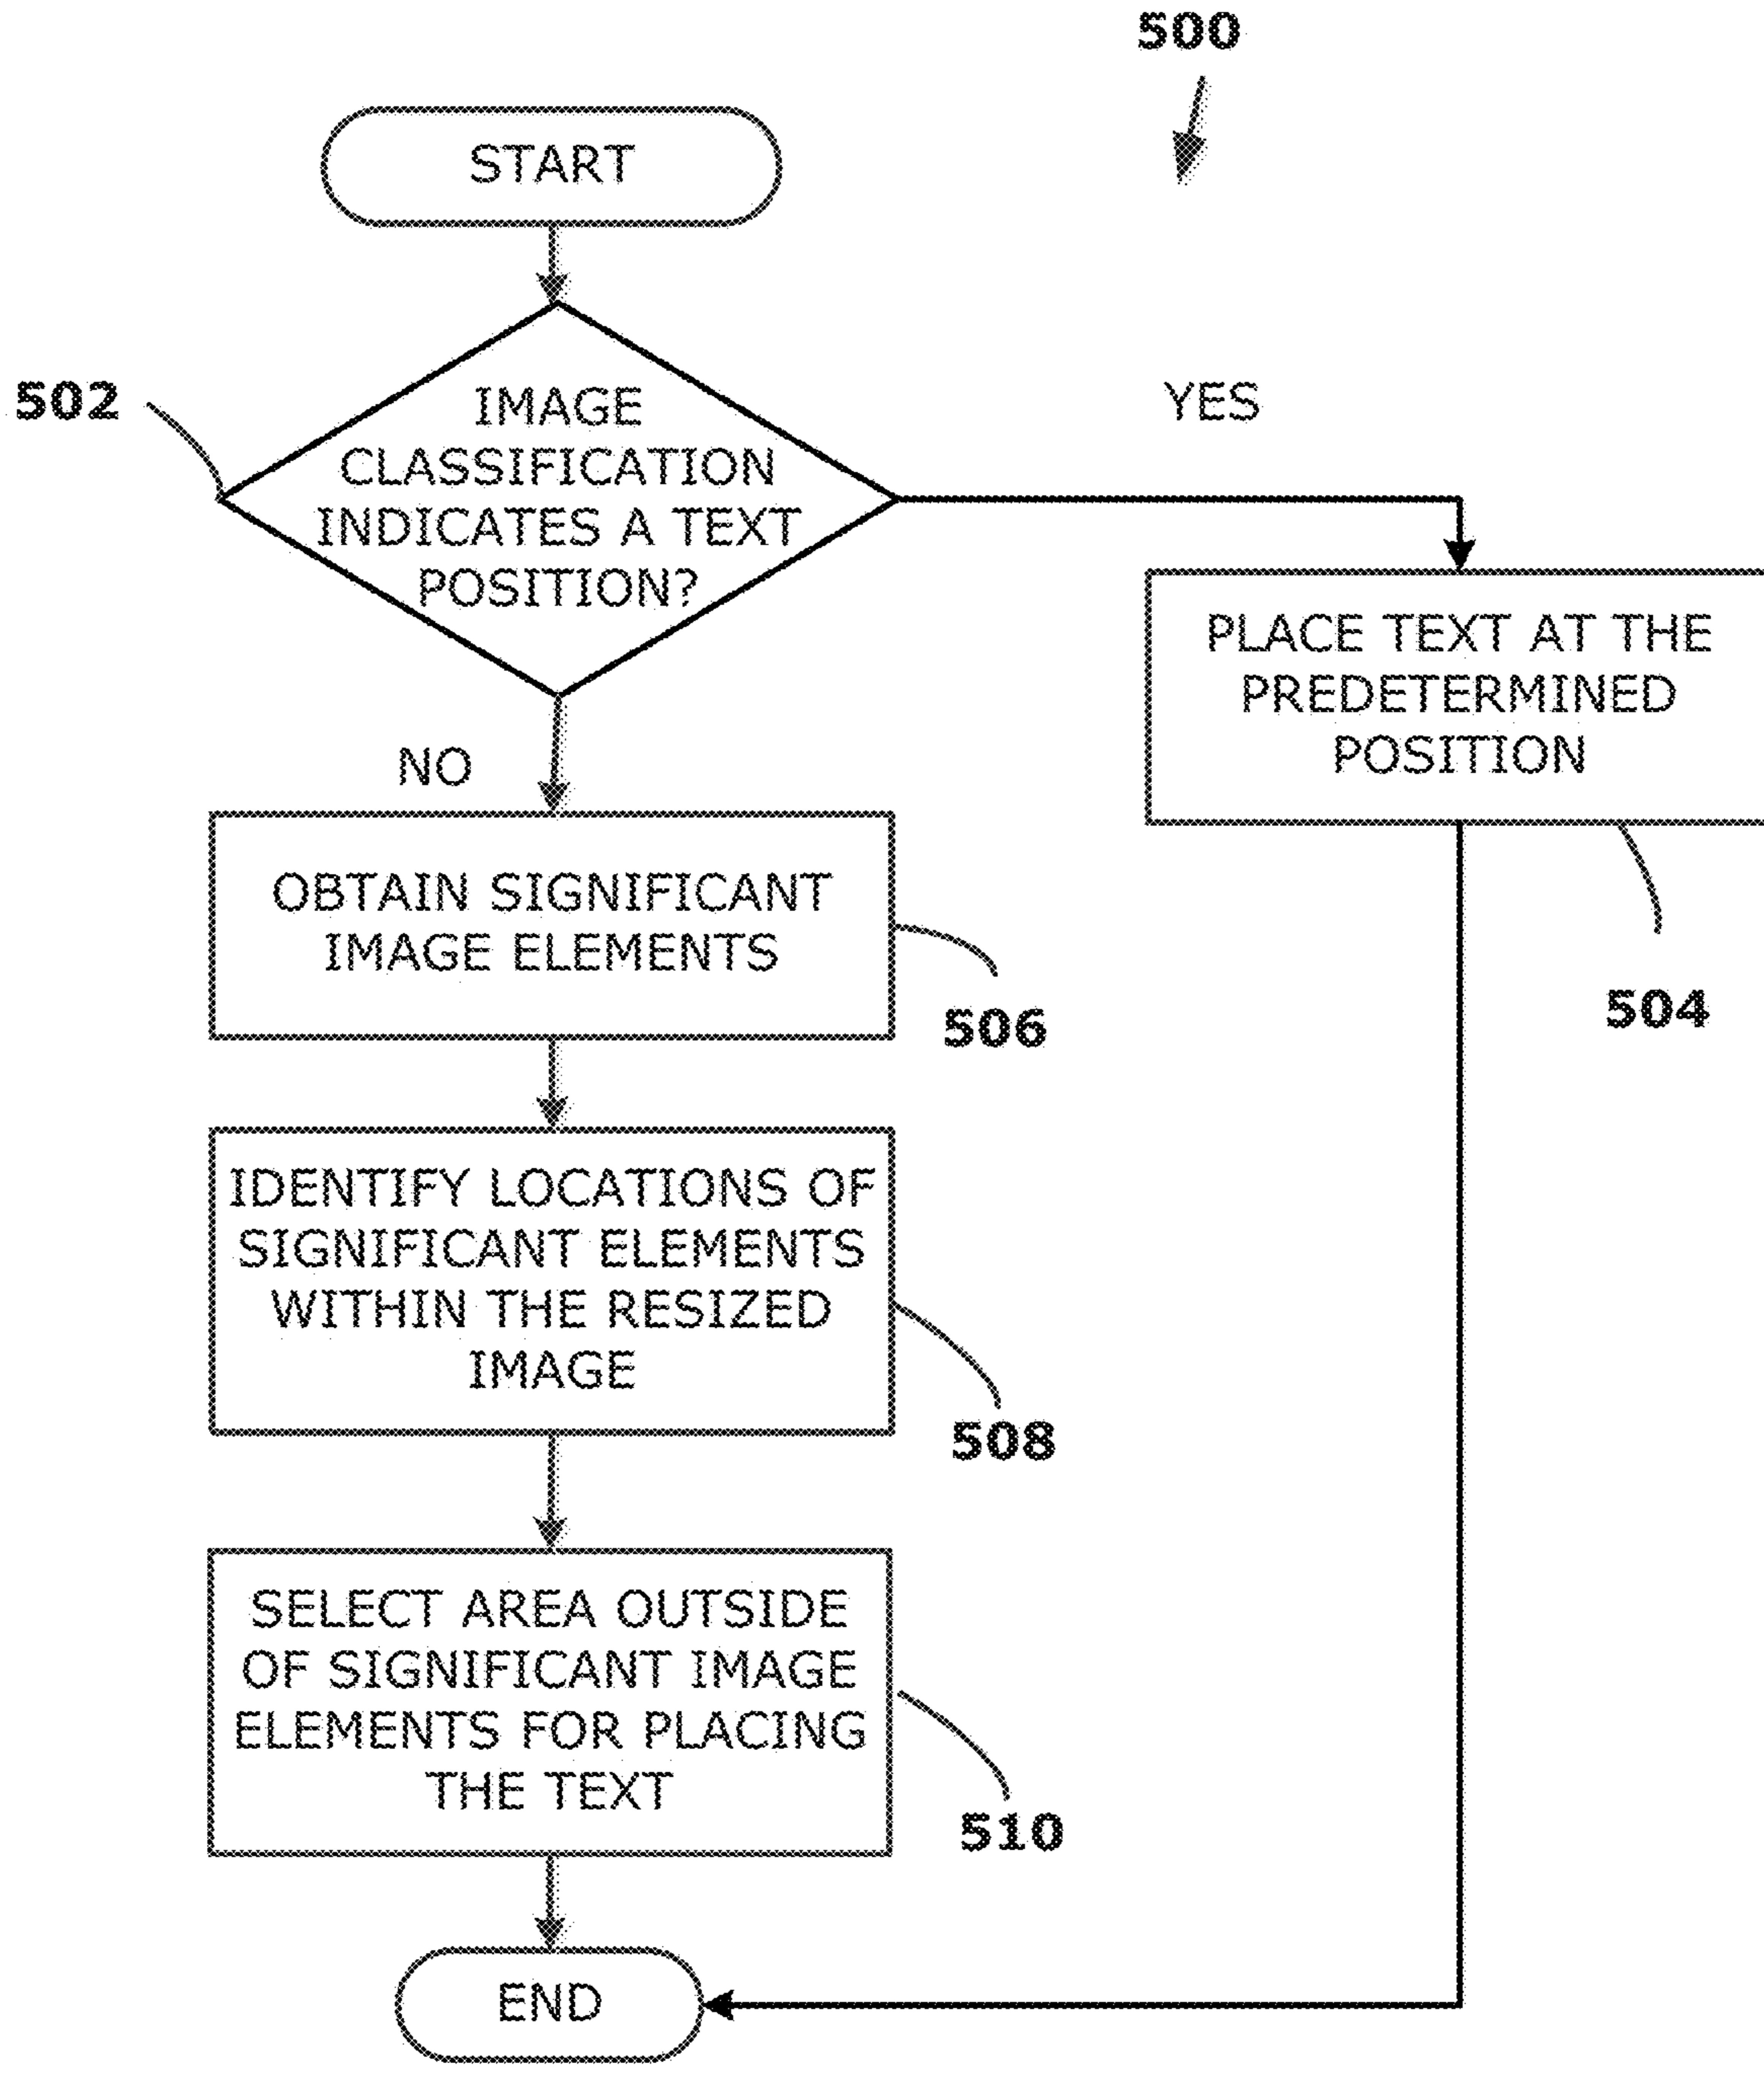 500
START
502
IMAGE
CLASSIFICATION
INDICATES A TEXT
POSITION?
YES
PLACE TEXT AT THE
PREDETERMINED
POSITION
504
NO
OBTAIN SIGNIFICANT
IMAGE ELEMENTS
506
IDENTIFY LOCATIONS OF
SIGNIFICANT ELEMENTS
WITHIN THE RESIZED
IMAGE
508
SELECT AREA OUTSIDE
OF SIGNIFICANT IMAGE
ELEMENTS FOR PLACING
THE TEXT
510
END